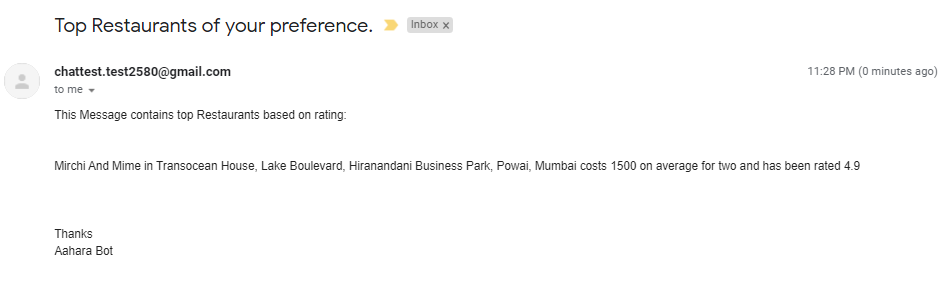 Top Restaurants of your preference.
Inbox x
chattest.test2580@gmail.com
11:28 PM (0 minutes ago)
to me
This Message contains top Restaurants based on rating:
Mirchi And Mime in Transocean House, Lake Boulevard, Hiranandani Business Park, Powai, Mumbai costs 1500 on average for two and has been rated 4.9
Thanks
Aahara Bot